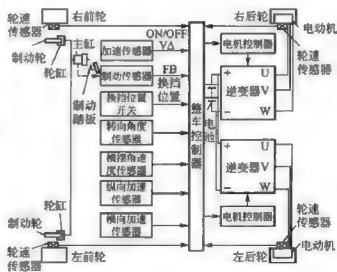 轮速
传感器
右前轮
ON/OFF
右后轮
电动机
主缸
加速传感器
VΔ
制动轮
轮缸
制动传感器
FB
换挡
位置
制动
踏板
换挡位置
开关
转向角度
传感器
横摆角速
度传感器
纵向加速
传感器
横向加速
传感器
整车控制器
电机控制器
轮速
传感器
+
U
逆变器V
−
W
电池
+
U
逆变器V
−
W
电机控制器
轮缸
制动轮
轮速
传感器
左前轮
轮速
传感器
电动机
左后轮